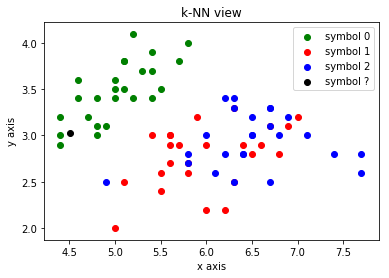 k-NN view
symbol 0
symbol 1
symbol 2
symbol ?
y axis
4.0
3.5
3.0
2.5
2.0
4.5 5.0 5.5 6.0 6.5 7.0 7.5
x axis